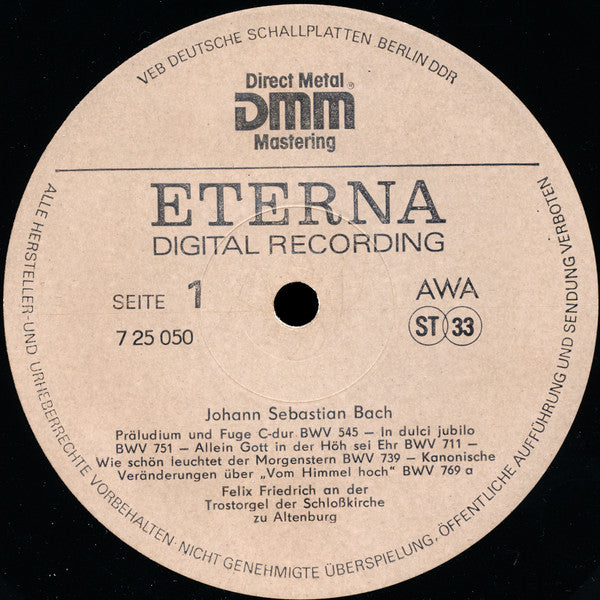 VEB DEUTSCHE SCHALLPLATTEN BERLIN DDR
Direct Metal
DMM®
Mastering
ETERNA
DIGITAL RECORDING
SEITE 1
AWA
7 25 050
ST 33
Johann Sebastian Bach
Präludium und Fuge C-dur BWV 545 – In dulci jubilo
BWV 751 – Allein Gott in der Höh sei Ehr BWV 711 –
Wie schön leuchtet der Morgenstern BWV 739 – Kanonische
Veränderungen über „Vom Himmel hoch" BWV 769 a
Felix Friedrich an der
Trostorgel der Schloßkirche
zu Altenburg
ALLE HERSTELLER- UND URHEBERRECHTE VORBEHALTEN · NICHT GENEHMIGTE ÜBERSPIELUNG, ÖFFENTLICHE AUFFÜHRUNG UND SENDUNG VERBOTEN